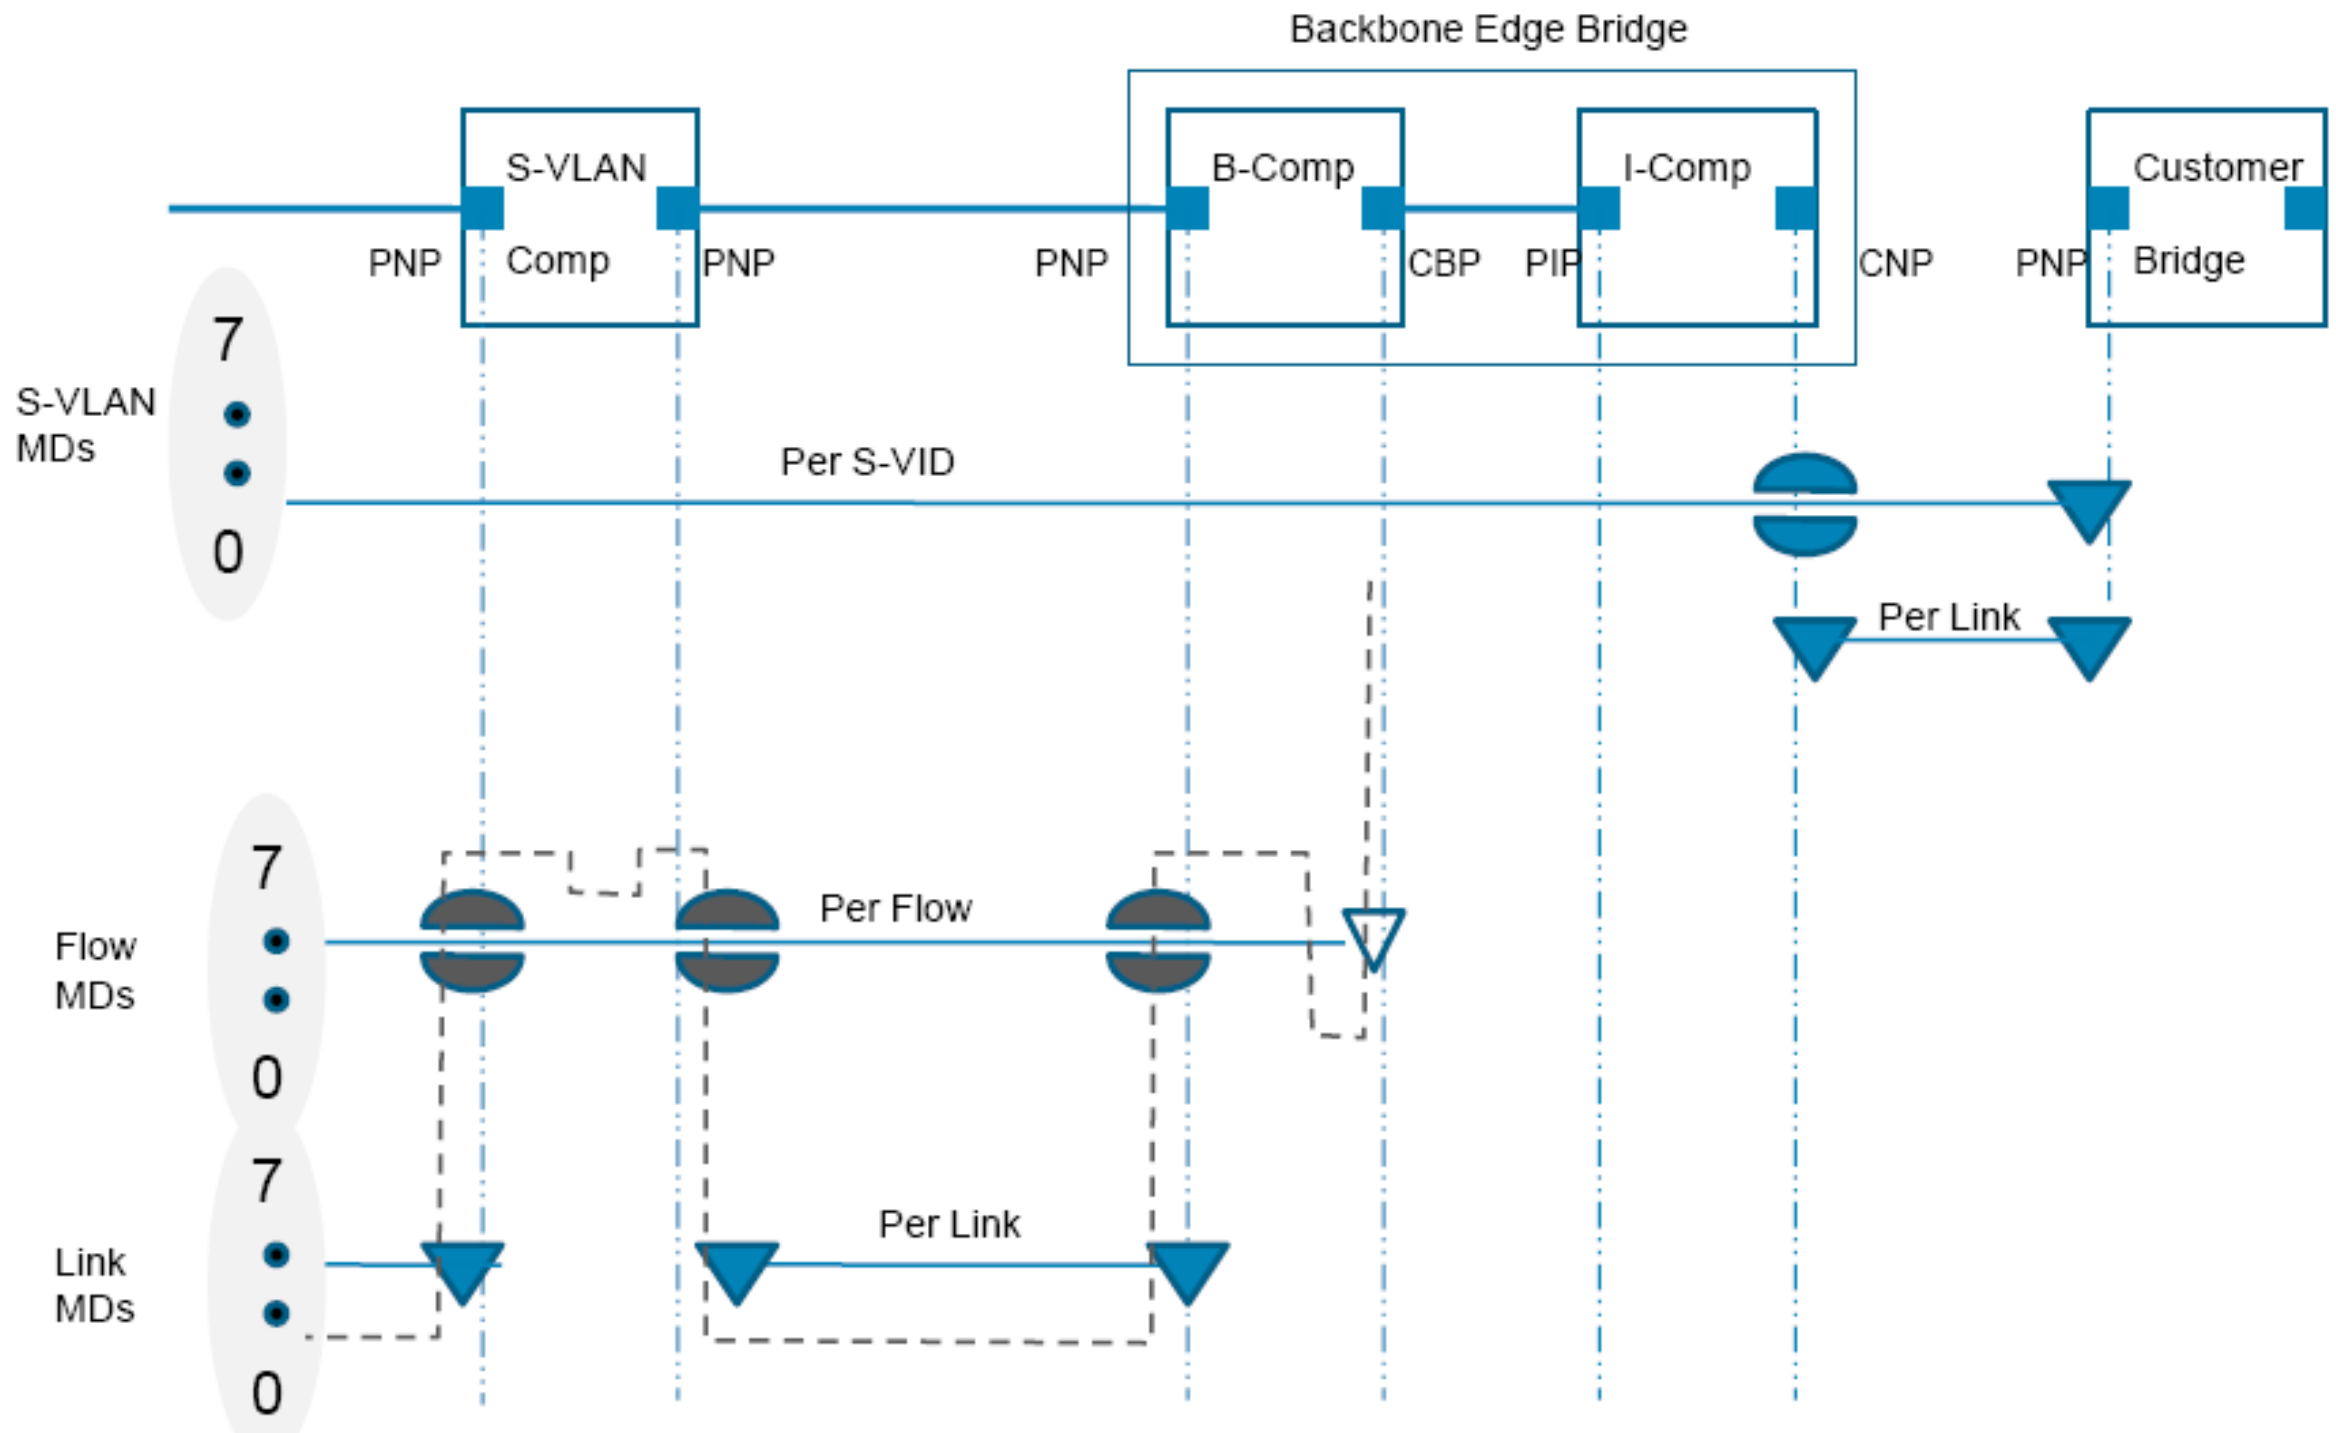 Backbone Edge Bridge
S-VLAN
Comp
B-Comp
I-Comp
Customer
Bridge
PNP
PNP
PNP
CBP
PIP
CNP
PNP
7
S-VLAN
MDs
0
Per S-VID
Per Link
7
Flow
MDs
0
Per Flow
7
Link
MDs
0
Per Link